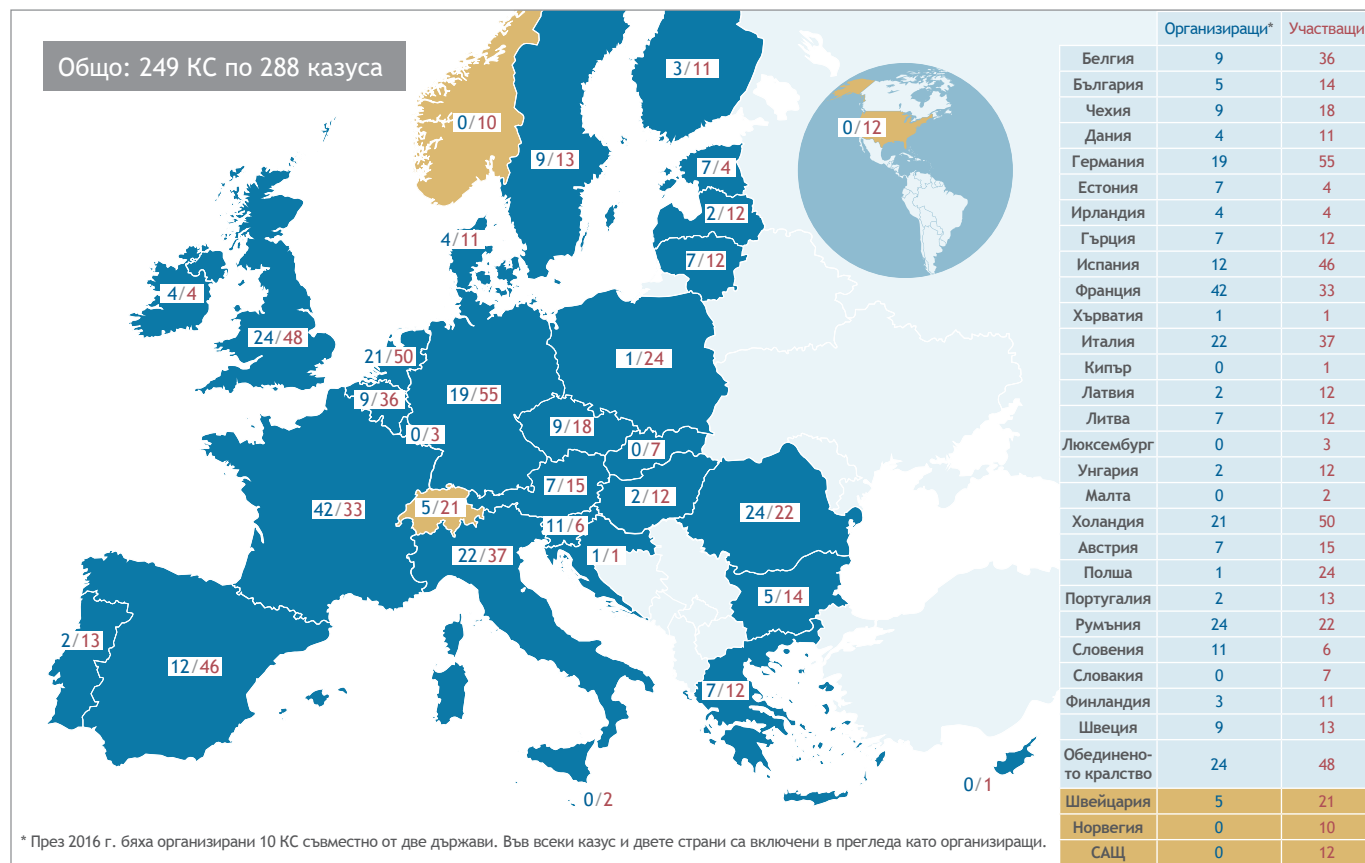 Общо: 249 КС по 288 казуса
3/11
0/10
0/12
9/13
7/4
2/12
4/11
7/12
4/4
24/48
21/50
1/24
9/36
19/55
0/3
9/18
0/7
7/15
2/12
42/33
5/21
24/22
11/6
22/37
1/1
5/14
2/13
12/46
7/12
0/1
0/2
* През 2016 г. бяха организирани 10 КС съвместно от две държави. Във всеки казус и двете страни са включени в прегледа като организиращи.
Организиращи* Участващи
Белгия 9 36
България 5 14
Чехия 9 18
Дания 4 11
Германия 19 55
Естония 7 4
Ирландия 4 4
Гърция 7 12
Испания 12 46
Франция 42 33
Хърватия 1 1
Италия 22 37
Кипър 0 1
Латвия 2 12
Литва 7 12
Люксембург 0 3
Унгария 2 12
Малта 0 2
Холандия 21 50
Австрия 7 15
Полша 1 24
Португалия 2 13
Румъния 24 22
Словения 11 6
Словакия 0 7
Финландия 3 11
Швеция 9 13
Обединено-
то кралство 24 48
Швейцария 5 21
Норвегия 0 10
САЩ 0 12